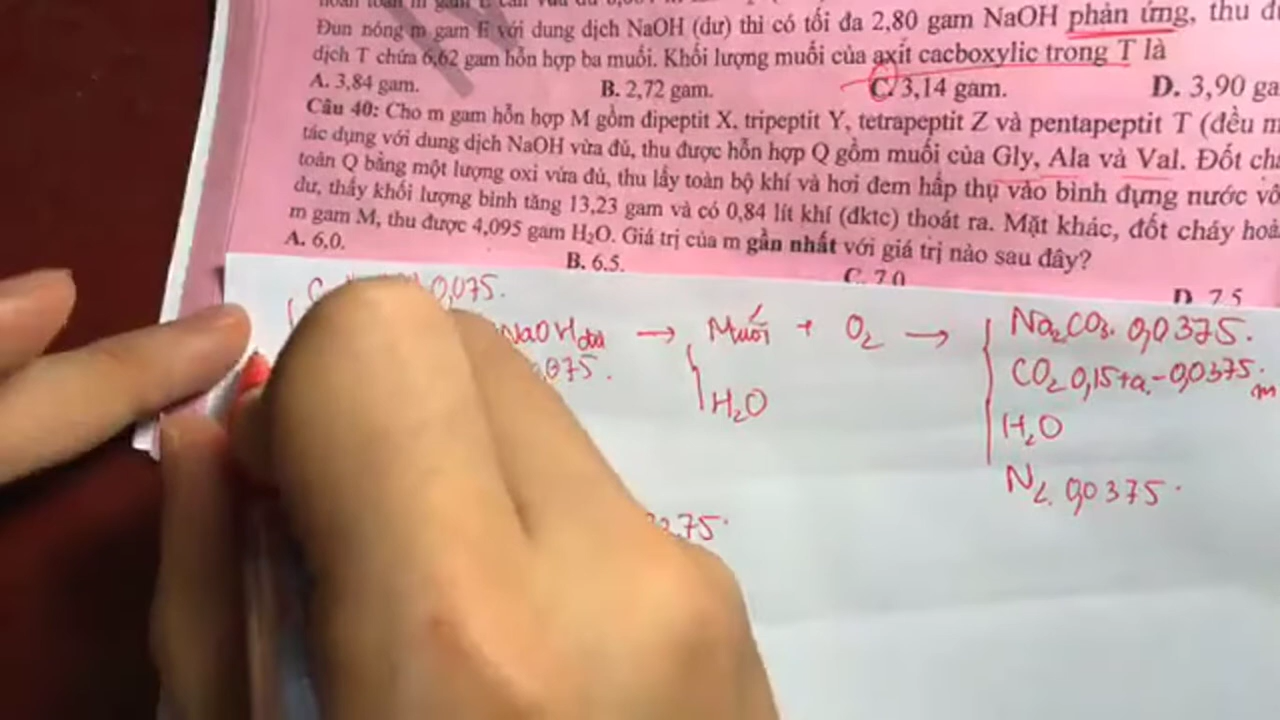 Đun nóng m gam E với dung dịch NaOH (dư) thì có tối đa 2,80 gam NaOH phản ứng, thu
dịch T chứa 6,62 gam hỗn hợp ba muối. Khối lượng muối của axit cacboxylic trong T là
A. 3,84 gam. B. 2,72 gam. C. 3,14 gam. D. 3,90
Câu 40: Cho m gam hỗn hợp M gồm đipeptit X, tripeptit Y, tetrapeptit Z và pentapeptit T (đều
tác dụng với dung dịch NaOH vừa đủ, thu được hỗn hợp Q gồm muối của Gly, Ala và Val. Đốt
toàn Q bằng một lượng oxi vừa đủ, thu lấy toàn bộ khí và hơi đem hấp thụ vào bình đựng nước
dư, thấy khối lượng bình tăng 13,23 gam và có 0,84 lít khí (đktc) thoát ra. Mặt khác, đốt cháy
m gam M, thu được 4,095 gam H₂O. Giá trị của m gần nhất với giá trị nào sau đây?
A. 6,0. B. 6,5. C. 7,0 D. 7,5
C 0,075.
NaOH → Muối + O₂ → Na₂CO₃. 0,0375.
,075. CO₂ 0,15+a-0,0375.
H₂O H₂O
N₂. 0,0375.
,75.